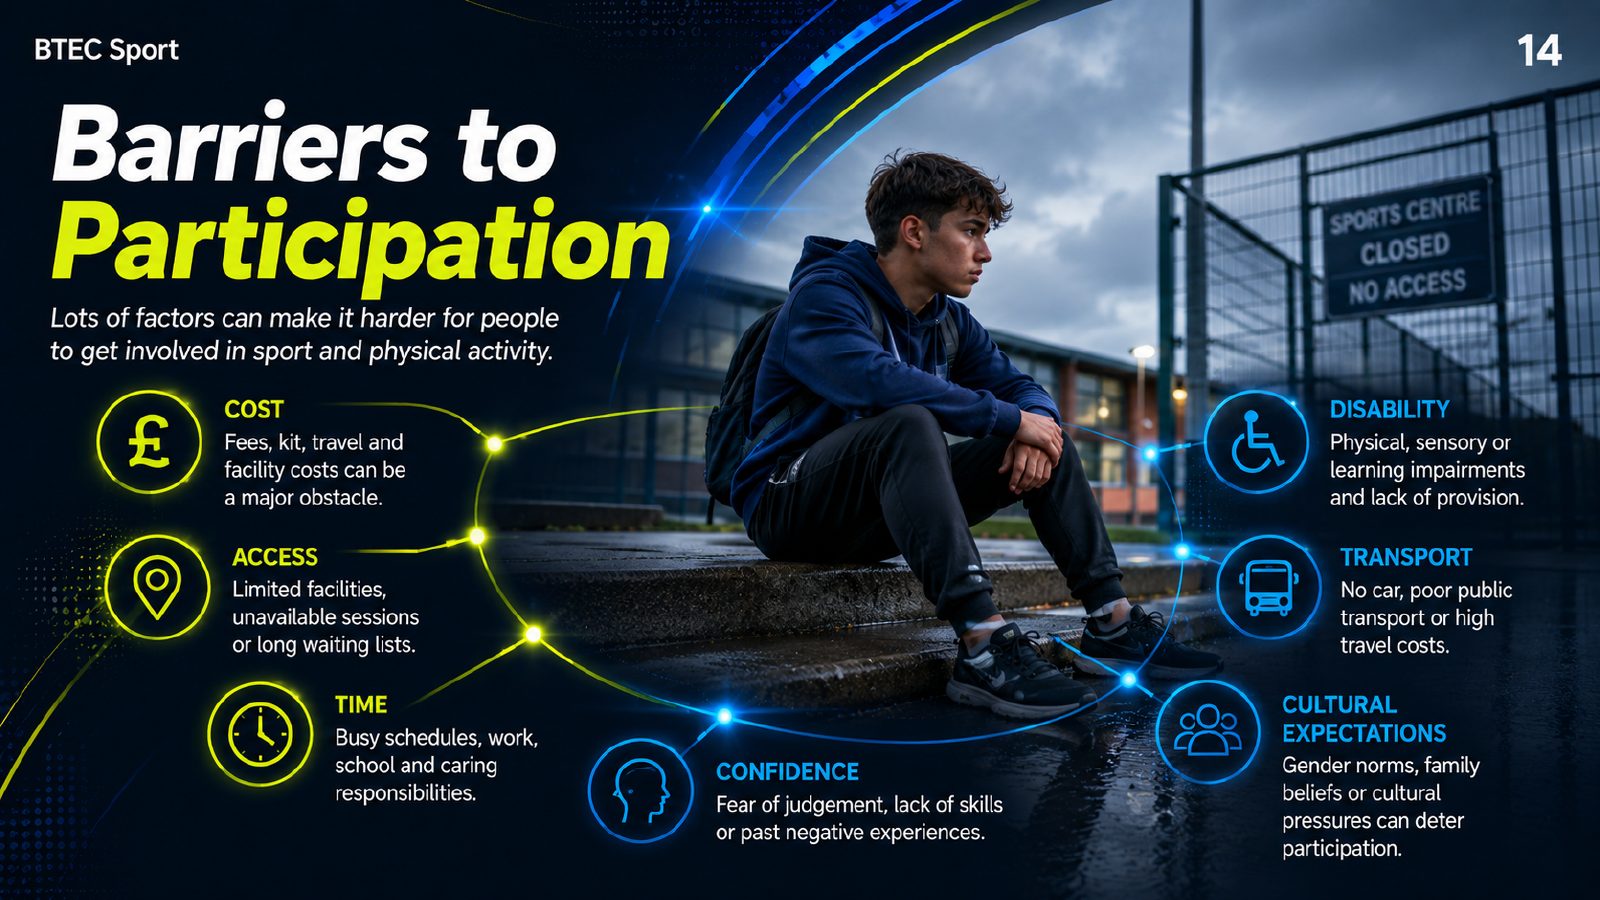 BTEC Sport
14
Barriers to
Participation
Lots of factors can make it harder for people
to get involved in sport and physical activity.
SPORTS CENTRE
CLOSED
NO ACCESS
COST
Fees, kit, travel and
facility costs can be
a major obstacle.
ACCESS
Limited facilities,
unavailable sessions
or long waiting lists.
TIME
Busy schedules, work,
school and caring
responsibilities.
CONFIDENCE
Fear of judgement, lack of skills
or past negative experiences.
DISABILITY
Physical, sensory or
learning impairments
and lack of provision.
TRANSPORT
No car, poor public
transport or high
travel costs.
CULTURAL
EXPECTATIONS
Gender norms, family
beliefs or cultural
pressures can deter
participation.